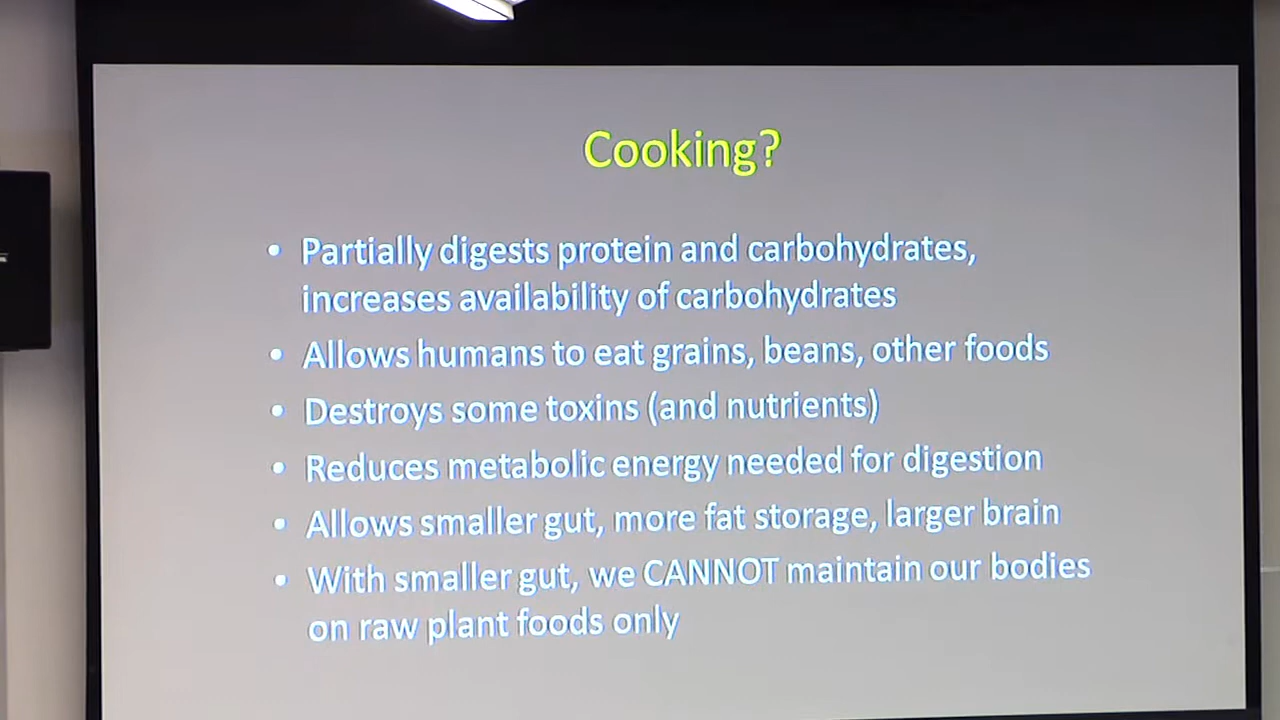 Cooking?
• Partially digests protein and carbohydrates,
increases availability of carbohydrates
• Allows humans to eat grains, beans, other foods
• Destroys some toxins (and nutrients)
• Reduces metabolic energy needed for digestion
• Allows smaller gut, more fat storage, larger brain
• With smaller gut, we CANNOT maintain our bodies
on raw plant foods only